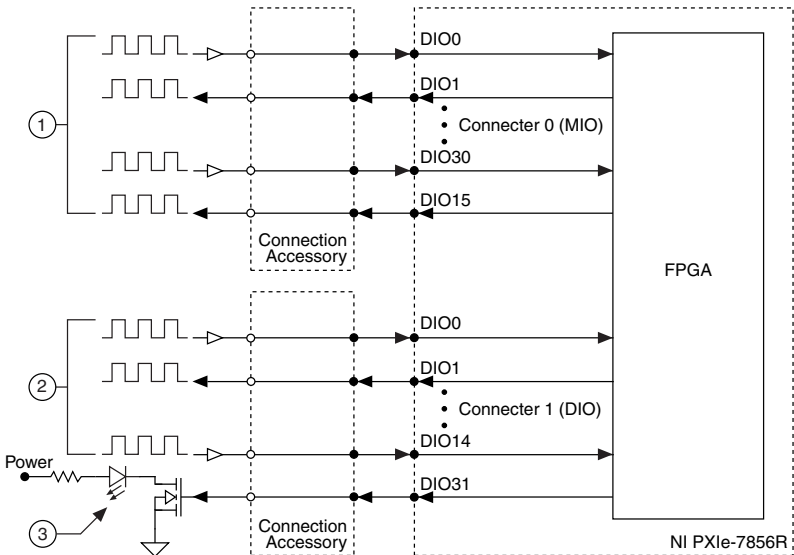 DIO0
DIO1
1
Connecter 0 (MIO)
DIO30
DIO15
Connection
Accessory
FPGA
DIO0
DIO1
2
Connecter 1 (DIO)
DIO14
Power
DIO31
3
Connection
Accessory
NI PXIe-7856R